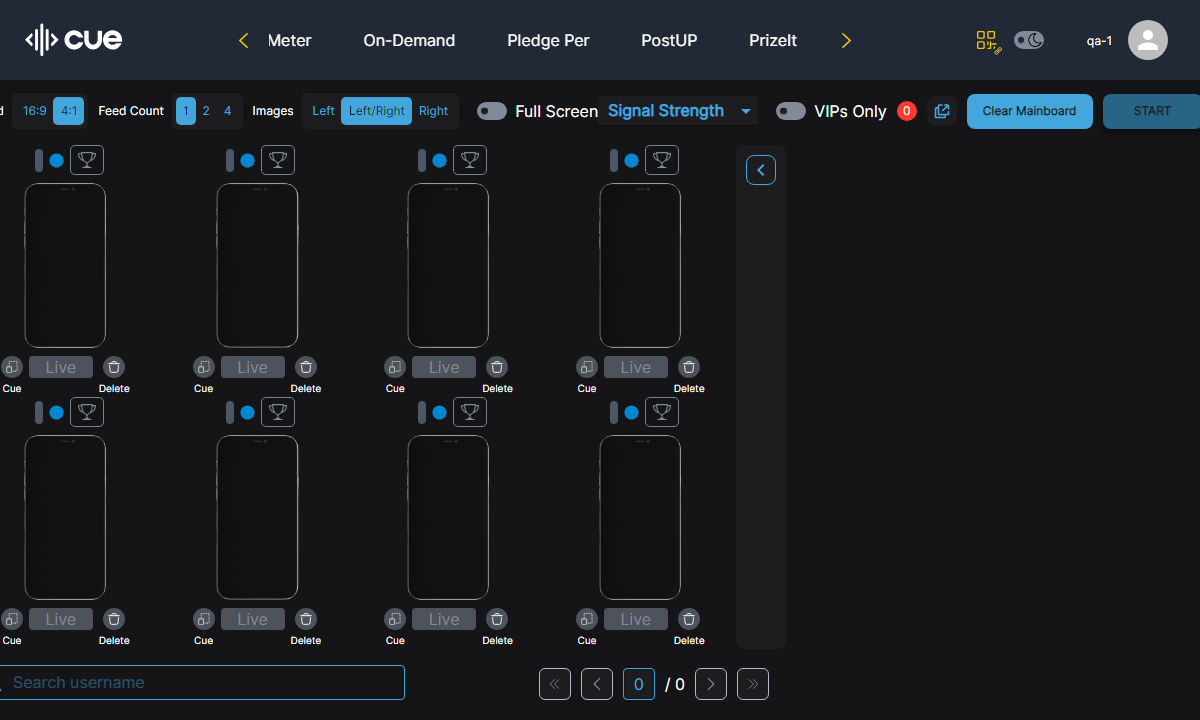 cue
Meter
On-Demand
Pledge Per
PostUP
PrizeIt
qa-1
d
16:9
4:1
Feed Count
1
2
4
Images
Left
Left/Right
Right
Full Screen
Signal Strength
VIPs Only
0
Clear Mainboard
START
Live
Live
Live
Live
Cue
Delete
Cue
Delete
Cue
Delete
Cue
Delete
Live
Live
Live
Live
Cue
Delete
Cue
Delete
Cue
Delete
Cue
Delete
Search username
0
/ 0